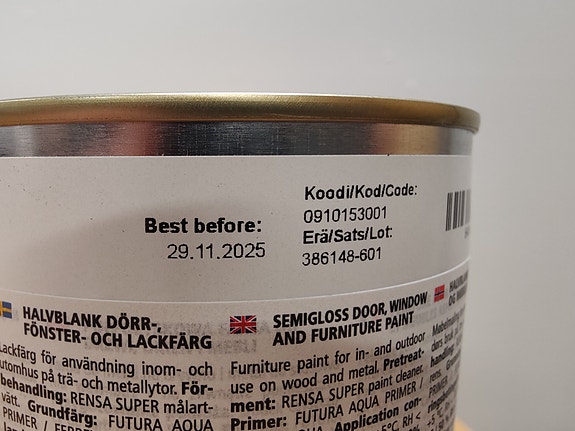 Best before:
29.11.2025
Koodi/Kod/Code:
0910153001
Erä/Sats/Lot:
386148-601
HALVBLANK DÖRR-,
FÖNSTER- OCH LACKFÄRG
Lackfärg för användning inom- och
utomhus på trä- och metallytor. För-
behandling: RENSA SUPER målart-
vätt. Grundfärg: FUTURA AQUA
SEMIGLOSS DOOR, WINDOW
AND FURNITURE PAINT
Furniture paint for in- and outdoor
use on wood and metal. Pretreat-
ment: RENSA SUPER paint cleaner.
Primer: FUTURA AQUA PRIMER /